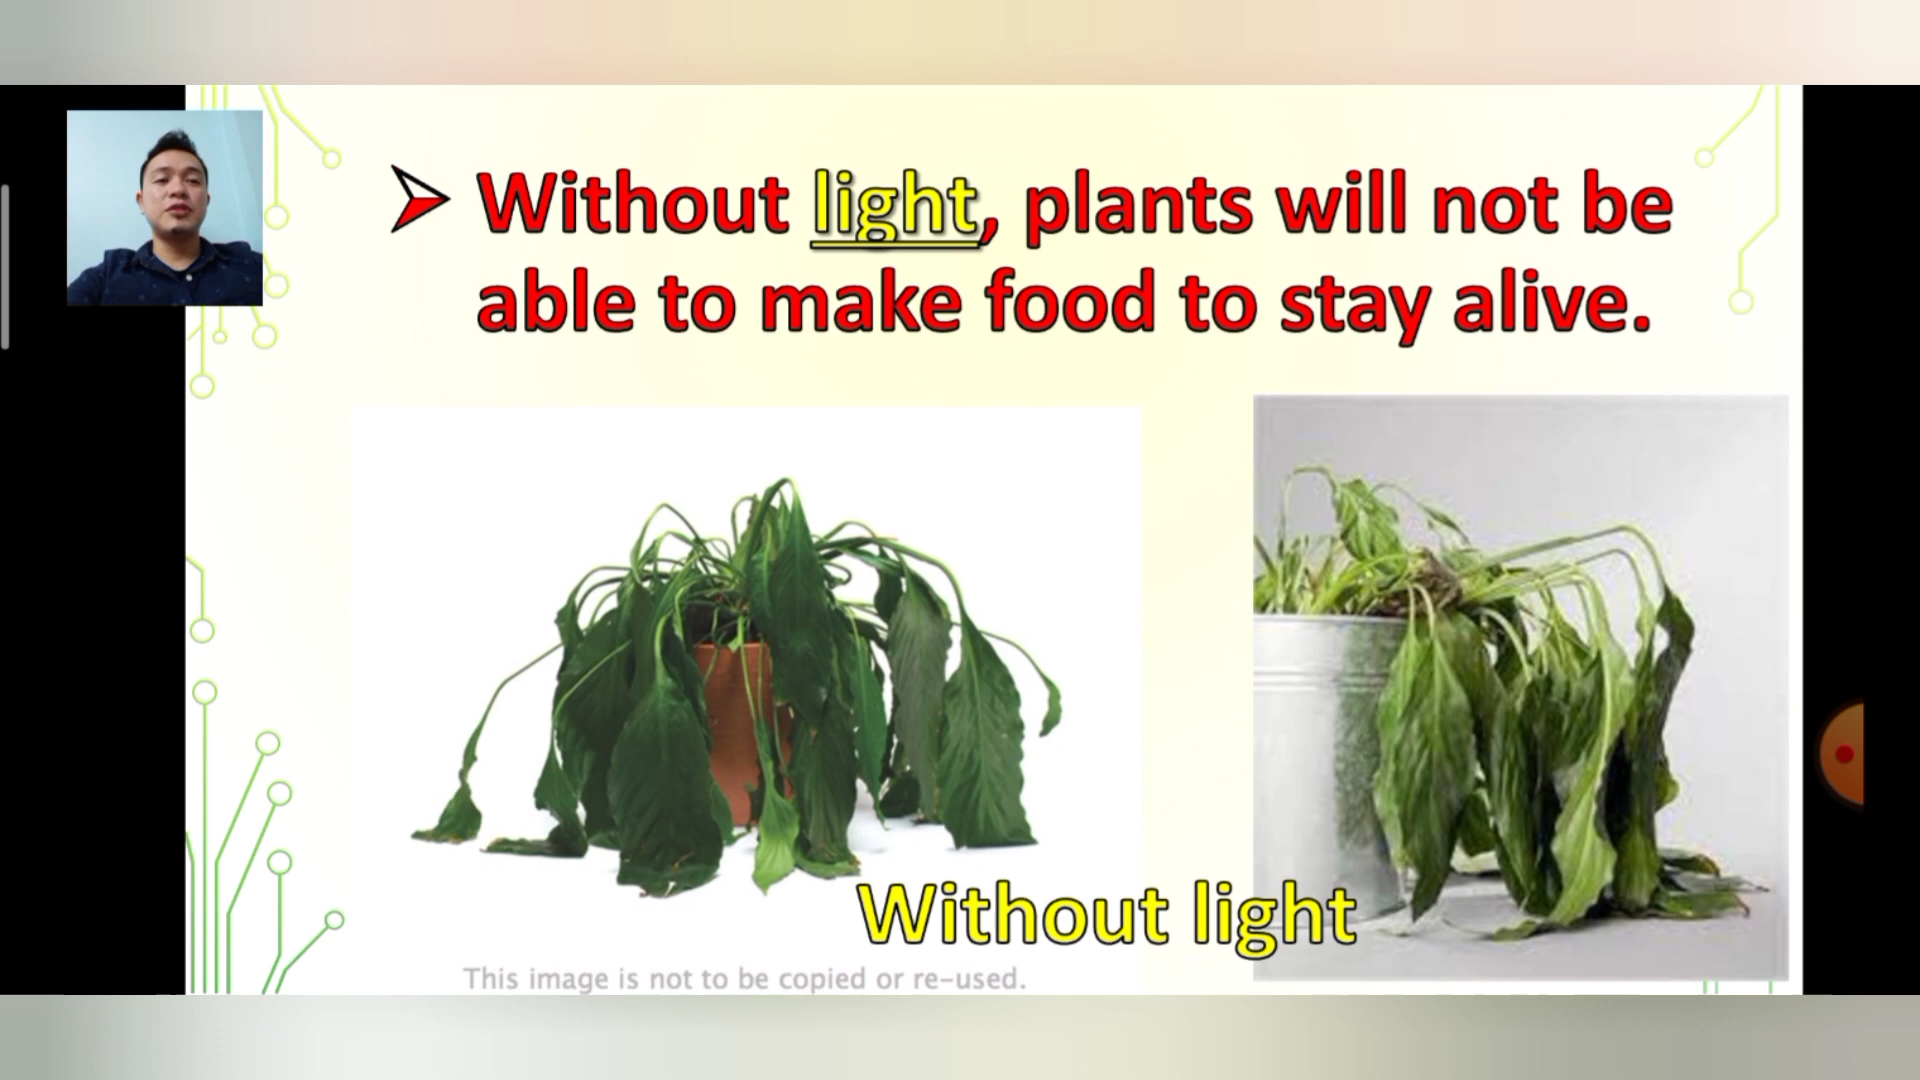 Without light, plants will not be
able to make food to stay alive.
Without light
This image is not to be copied or re-used.